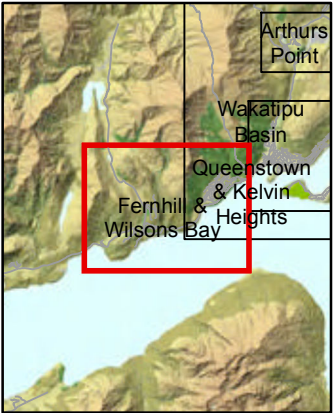 Arthurs
Point
Wakatipu
Basin
Queenstown
& Kelvin
Heights
Fernhill &
Wilsons Bay